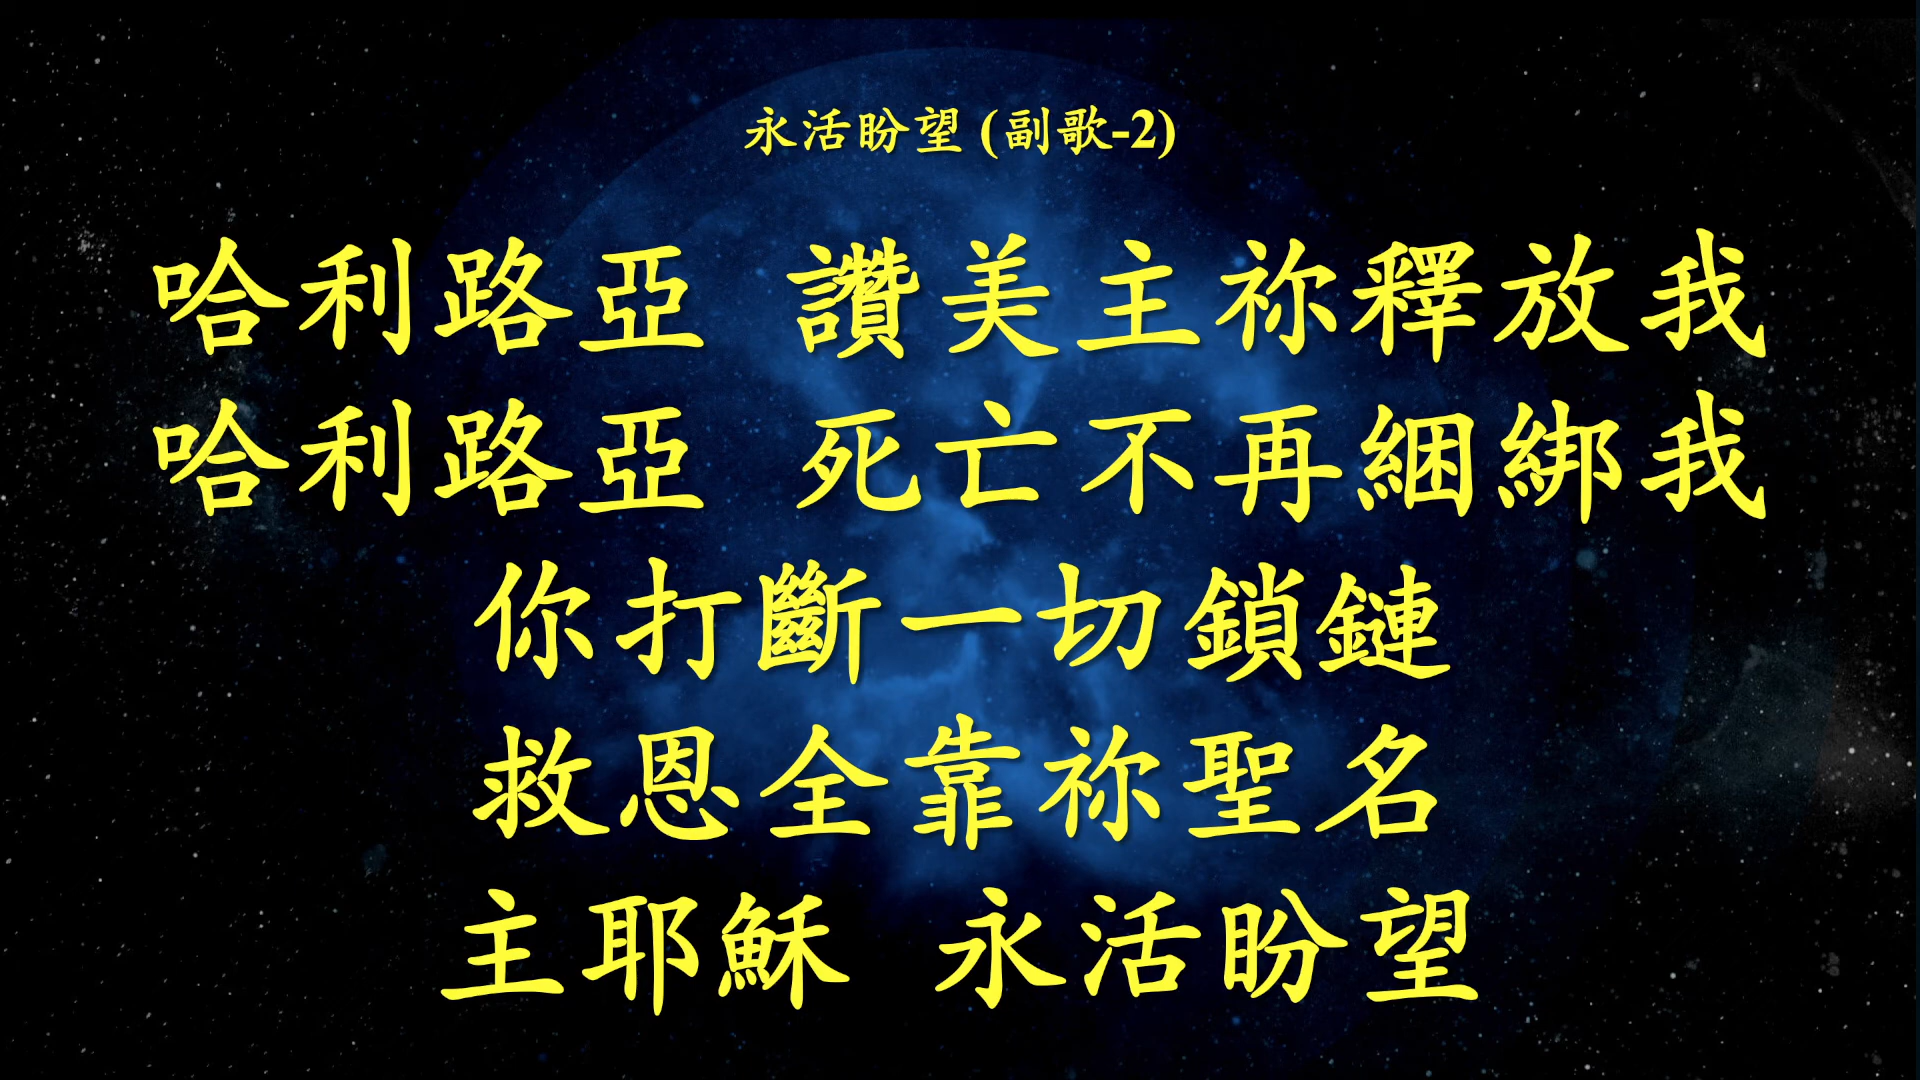 永活盼望 (副歌-2)
哈利路亞 讚美主祢釋放我
哈利路亞 死亡不再綑綁我
你打斷一切鎖鏈
救恩全靠祢聖名
主耶穌 永活盼望